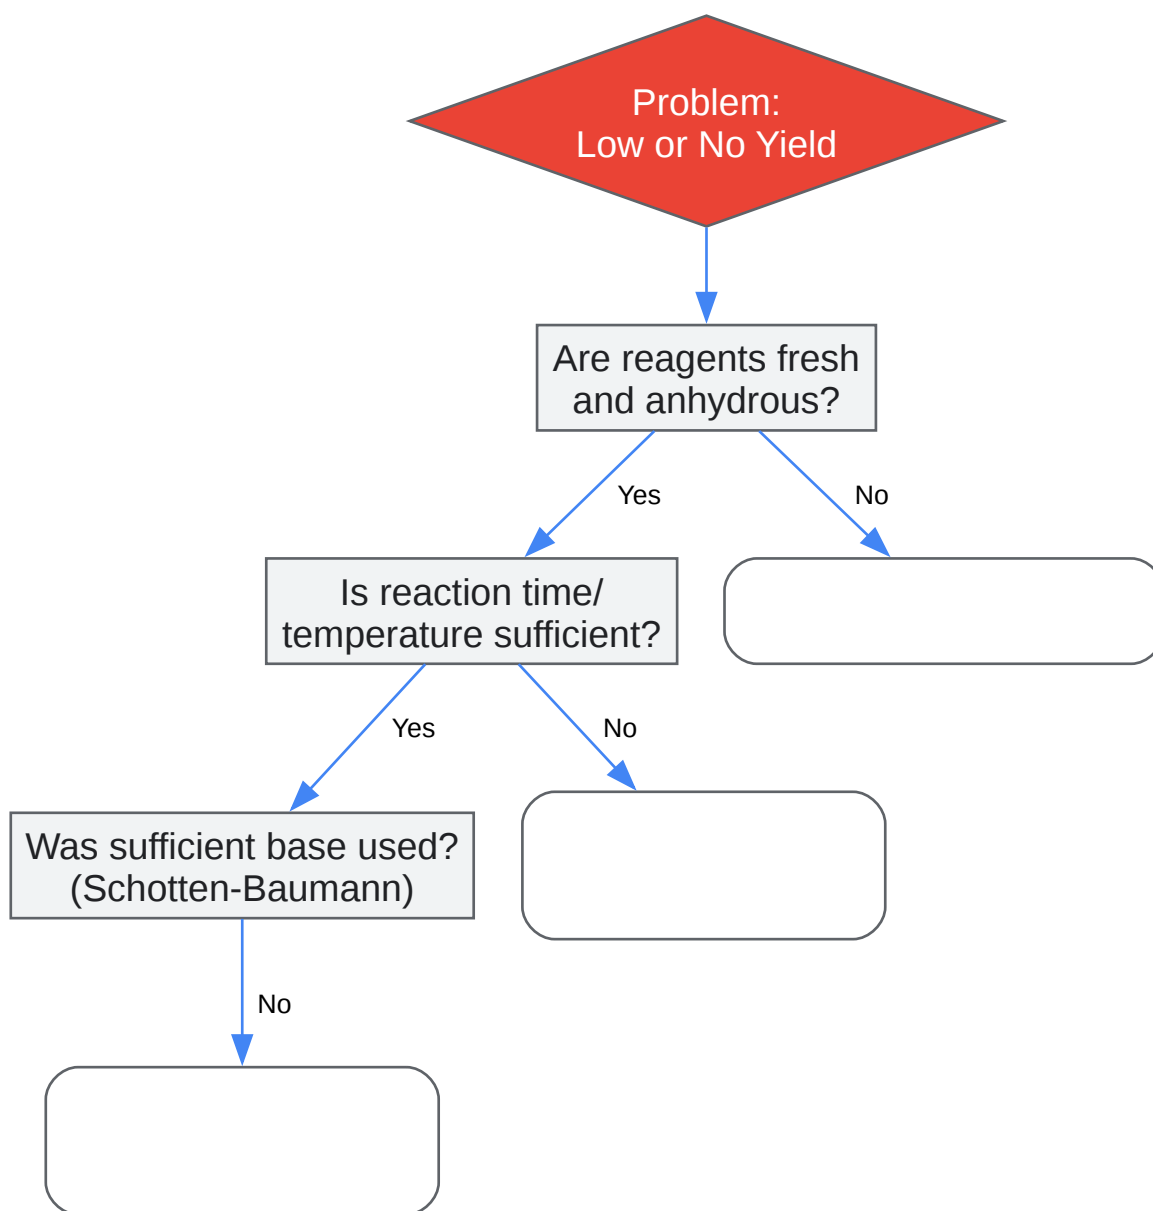 Problem:
Low or No Yield
Are reagents fresh
and anhydrous?
Yes
No
Is reaction time/
temperature sufficient?
Yes
No
Was sufficient base used?
(Schotten-Baumann)
No